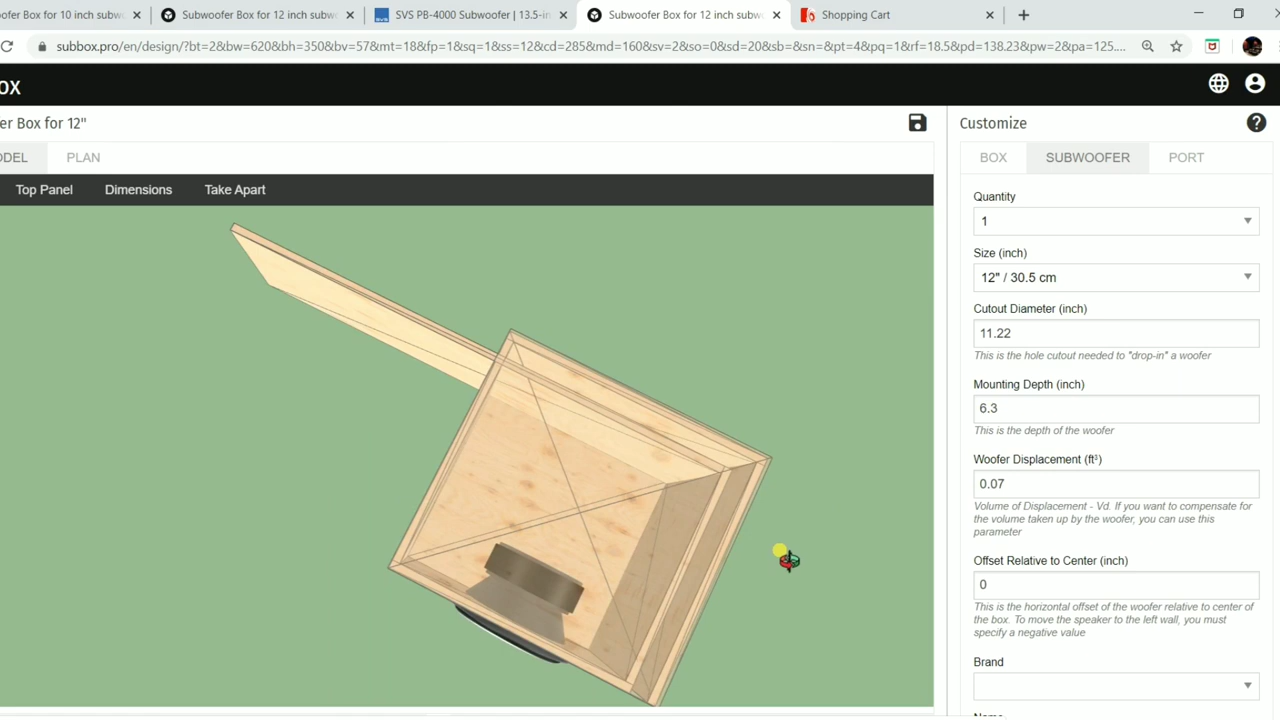 ofer Box for 10 inch subw
Subwoofer Box for 12 inch subw
SVS PB-4000 Subwoofer | 13.5-in
Subwoofer Box for 12 inch subw
Shopping Cart
subbox.pro/en/design/?bt=2&bw=620&bh=350&bv=57&mt=18&fp=1&sq=1&ss=12&cd=285&md=160&sv=2&so=0&sd=20&sb=&sn=&pt=4&pq=1&rf=18.5&pd=138.23&pw=2&pa=125....
OX
er Box for 12"
Customize
ODEL
PLAN
BOX
SUBWOOFER
PORT
Top Panel
Dimensions
Take Apart
Quantity
1
Size (inch)
12" / 30.5 cm
Cutout Diameter (inch)
11.22
This is the hole cutout needed to "drop-in" a woofer
Mounting Depth (inch)
6.3
This is the depth of the woofer
Woofer Displacement (ft³)
0.07
Volume of Displacement - Vd. If you want to compensate for
the volume taken up by the woofer, you can use this
parameter
Offset Relative to Center (inch)
0
This is the horizontal offset of the woofer relative to center of
the box. To move the speaker to the left wall, you must
specify a negative value
Brand